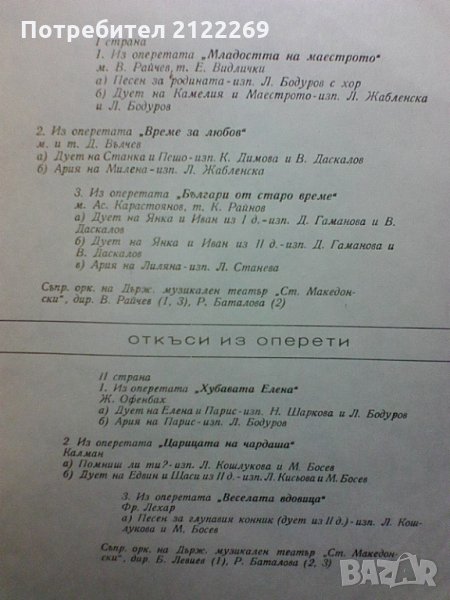 Потребител 2122269
I страна
1. Из оперетата „Младостта на маестрото"
м. В. Райчев, т. Е. Видлички
а) Песен за родината-изп. Л. Бодуров с хор
б) Дует на Камелия и Маестрото-изп. Л. Жабленска
и Л. Бодуров
2. Из оперетата „Време за любов"
м. и т. Д. Вълчев
а) Дует на Станка и Пешо-изп. К. Димова и В. Даскалов
б) Ария на Милена-изп. Л. Жабленска
3. Из оперетата „Българи от старо време"
м. Ас. Карастоянов, т. К. Райнов
а) Дует на Янка и Иван из I д.-изп. Д. Гаманова и В.
Даскалов
б) Дует на Янка и Иван из II д.-изп. Д. Гаманова и
В. Даскалов
в) Ария на Лиляна-изп. Л. Станева
Съпр. орк. на Държ. музикален театър „Ст. Македон-
ски", дир. В. Райчев (1, 3), Р. Баталова (2)
откъси из оперети
II страна
1. Из оперетата „Хубавата Елена"
Ж. Офенбах
а) Дует на Елена и Парис-изп. Н. Шаркова и Л. Бодуров
б) Ария на Парис-изп. Л. Бодуров
2 Из оперетата „Царицата на чардаша"
Калман
а) Помниш ли ти?-изп. Л. Кошлукова и М. Босев
б) Дует на Едвин и Щаси из II д.-изп. Л. Кисьова и М. Босев
3. Из оперетата „Веселата вдовица"
Фр. Лехар
а) Песен за глупавия конник (дует из II д.)-изп. Л. Кош-
лукова и М. Босев
Съпр. орк. на Държ. музикален театър „Ст. Македон-
ски", дир. Б. Левиев (1), Р. Баталова (2, 3)
BAZAR